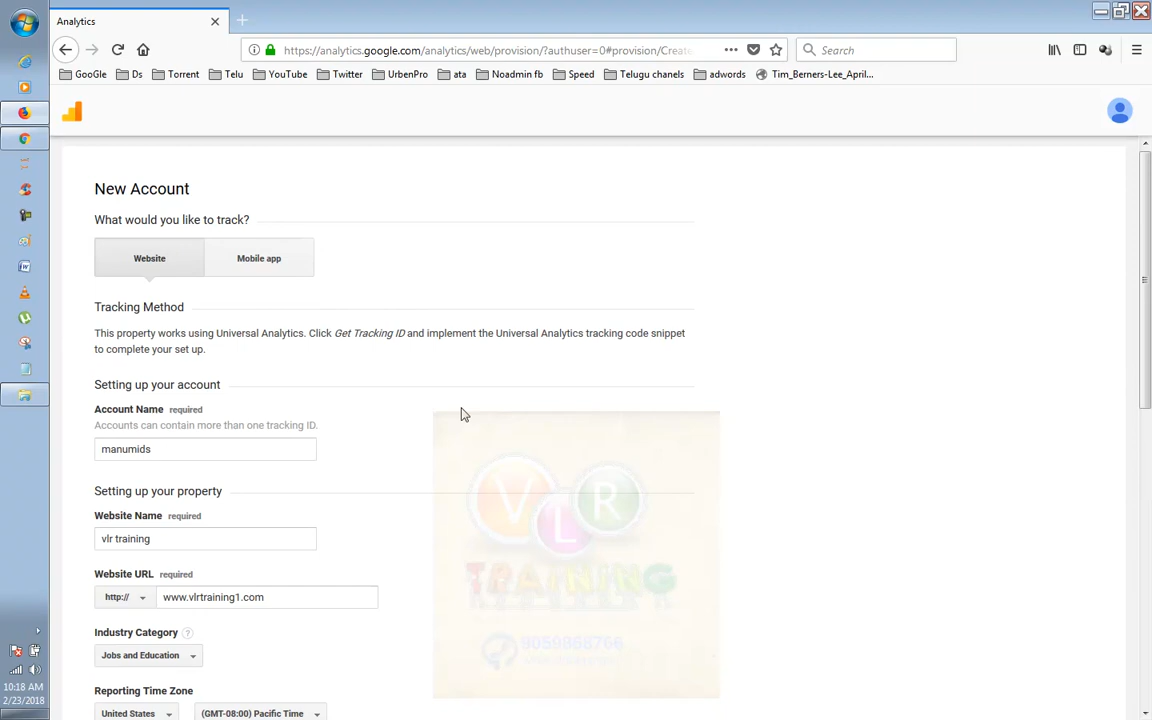 Analytics
https://analytics.google.com/analytics/web/provision/?authuser=0#provision/Create
Search
GooGle
Ds
Torrent
Telu
YouTube
Twitter
UrbenPro
ata
Noadmin fb
Speed
Telugu chanels
adwords
Tim_Berners-Lee_April...
New Account
What would you like to track?
Website
Mobile app
Tracking Method
This property works using Universal Analytics. Click Get Tracking ID and implement the Universal Analytics tracking code snippet
to complete your set up.
Setting up your account
Account Name required
Accounts can contain more than one tracking ID.
manumids
Setting up your property
Website Name required
vlr training
Website URL required
http://
www.vlrtraining1.com
Industry Category
Jobs and Education
Reporting Time Zone
United States
(GMT-08:00) Pacific Time
V
L
R
TRAINING
10:18 AM
2/23/2018